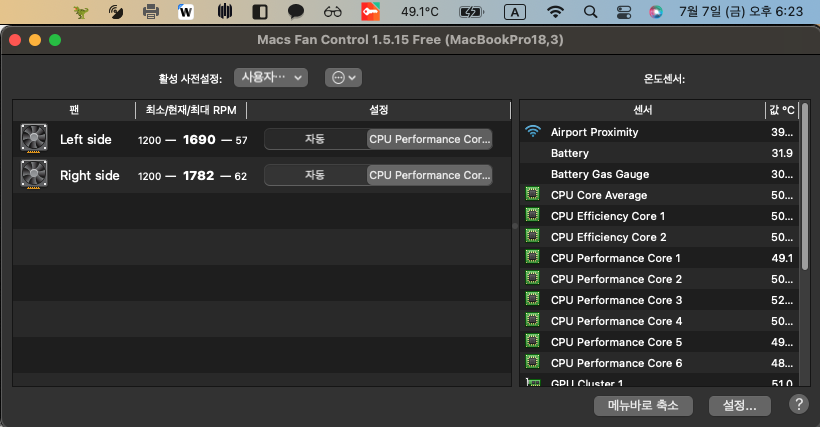 W 49.1°C A 7월 7일 (금) 오후 6:23
Macs Fan Control 1.5.15 Free (MacBookPro18,3)
활성 사전설정: 사용자··· 온도센서:
팬 최소/현재/최대 RPM 설정 센서 값 °C
Left side 1200 — 1690 — 57 자동 CPU Performance Cor...
Right side 1200 — 1782 — 62 자동 CPU Performance Cor...
Airport Proximity 39...
Battery 31.9
Battery Gas Gauge 30...
CPU Core Average 50...
CPU Efficiency Core 1 50...
CPU Efficiency Core 2 50...
CPU Performance Core 1 49.1
CPU Performance Core 2 50...
CPU Performance Core 3 52...
CPU Performance Core 4 50...
CPU Performance Core 5 49...
CPU Performance Core 6 48...
GPU Cluster 1 51.0
메뉴바로 축소 설정... ?